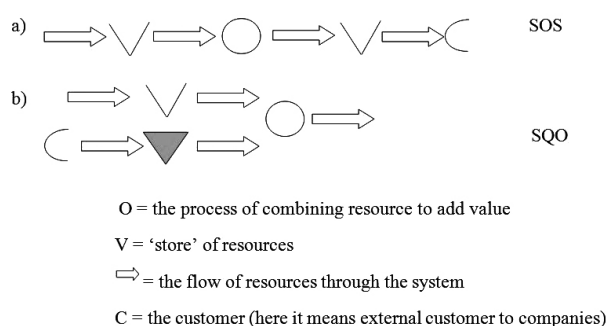 a)
SOS
b)
SQO
O = the process of combining resource to add value
V = ‘store’ of resources
= the flow of resources through the system
C = the customer (here it means external customer to companies)